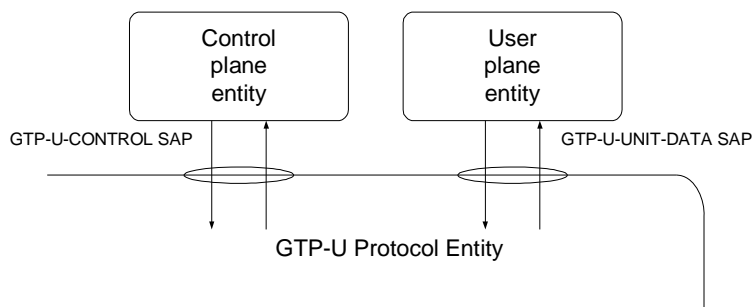 Control
plane
entity
User
plane
entity
GTP-U-CONTROL SAP
GTP-U-UNIT-DATA SAP
GTP-U Protocol Entity